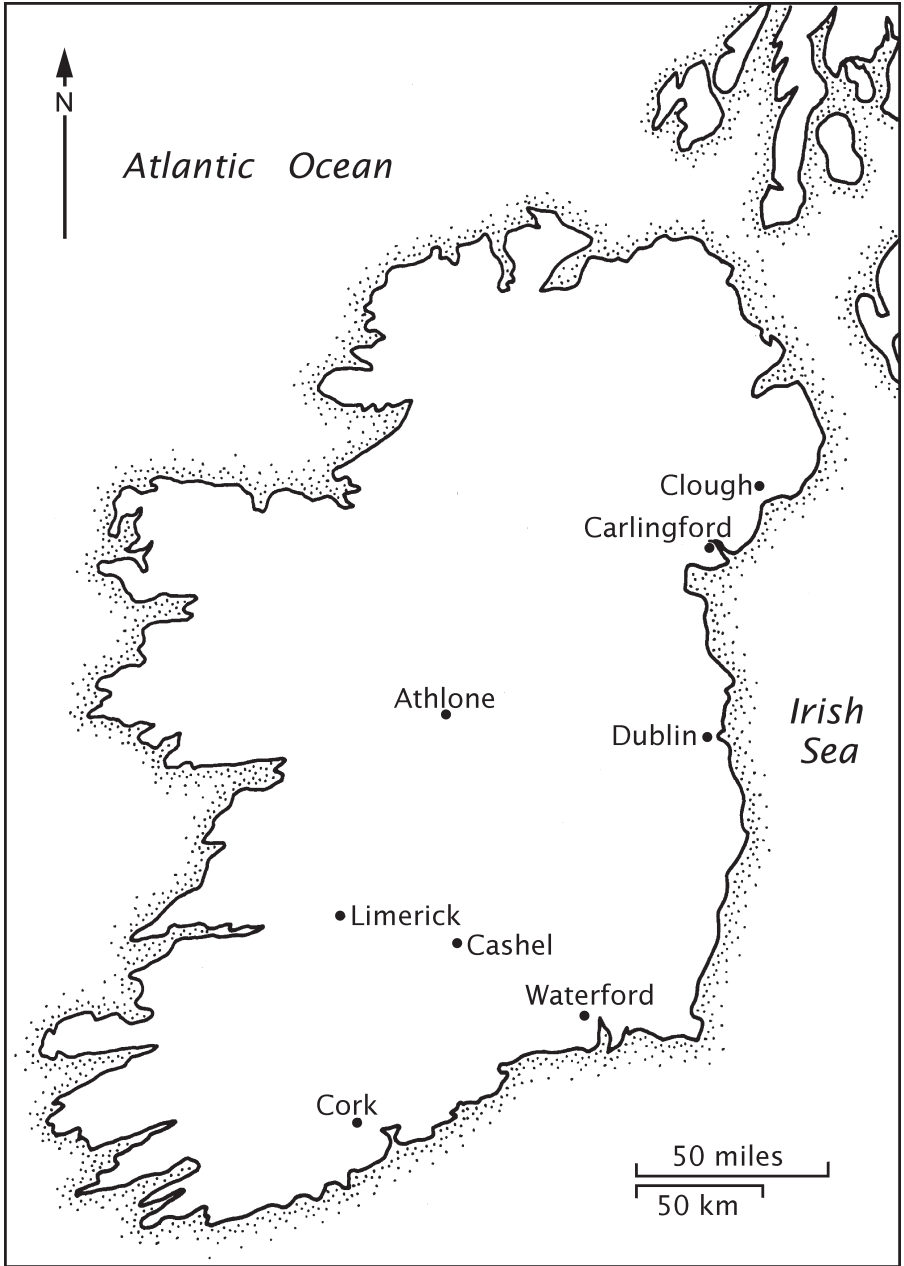 N
Atlantic Ocean
Clough
Carlingford
Athlone
Irish
Sea
Dublin
Limerick
Cashel
Waterford
Cork
50 miles
50 km